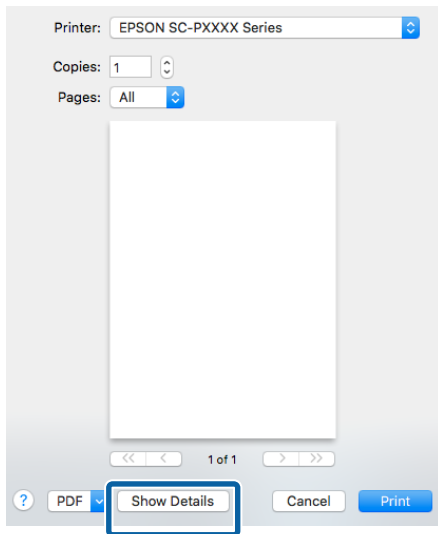 Printer: EPSON SC-PXXXX Series
Copies: 1
Pages: All
<< < 1 of 1 > >>
? PDF Show Details Cancel Print